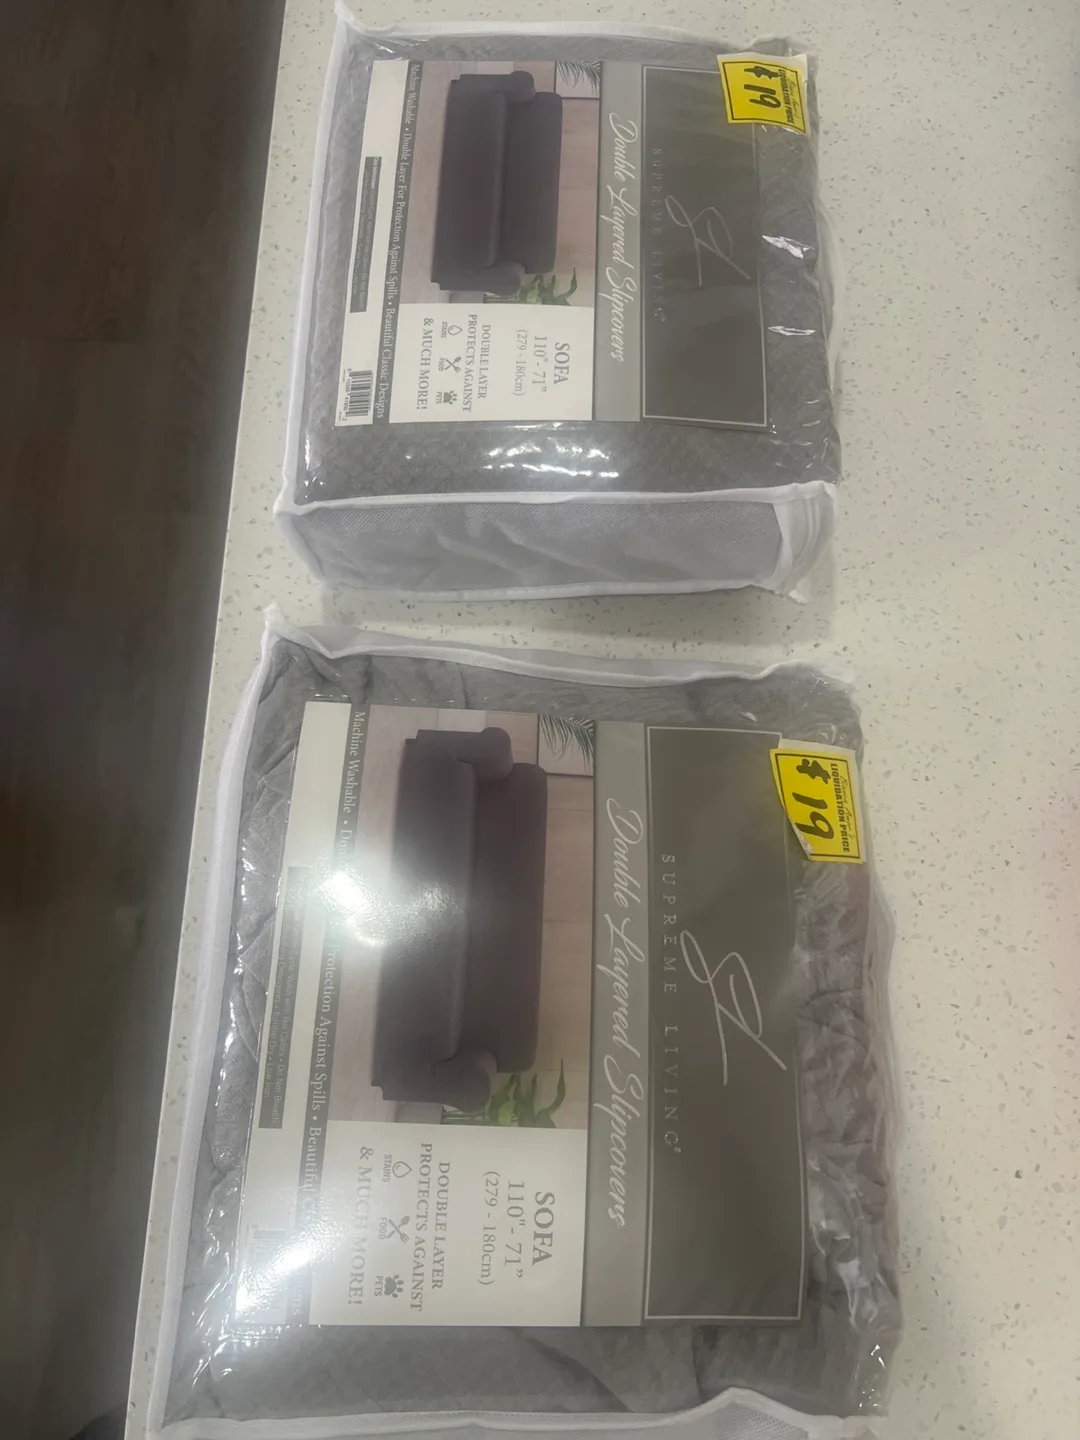 LIQUIDATION PRICE
$19
SUPREME LIVING®
Double Layered Slipcovers
SOFA
110"- 71"
(279 - 180cm)
DOUBLE LAYER
PROTECTS AGAINST
STAINS
FOOD
PETS
& MUCH MORE!
Machine Washable • Double Layer For Protection Against Spills • Beautiful Classic Designs
LIQUIDATION PRICE
$19
SUPREME LIVING®
Double Layered Slipcovers
SOFA
110"- 71"
(279 - 180cm)
DOUBLE LAYER
PROTECTS AGAINST
STAINS
FOOD
PETS
& MUCH MORE!
Machine Washable • Protection Against Spills • Beautiful